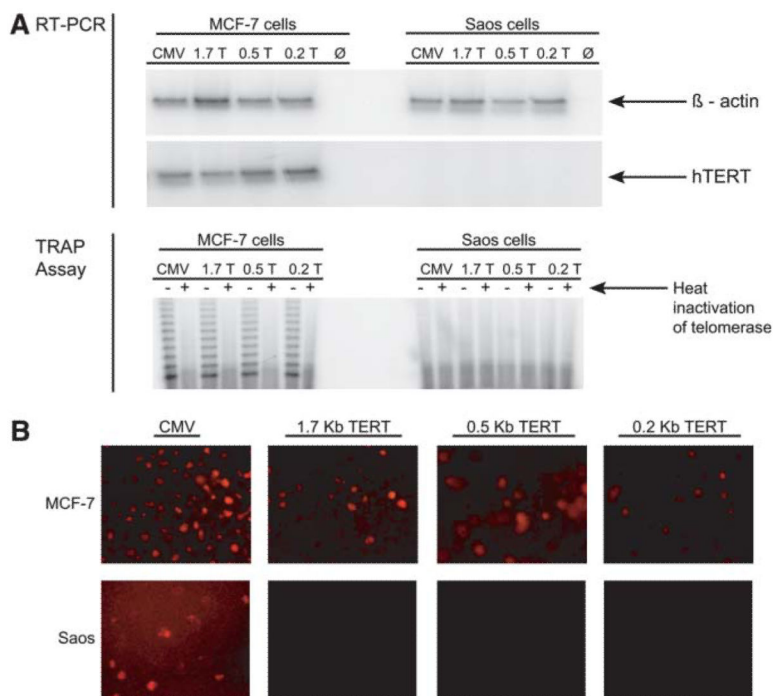 A RT-PCR
MCF-7 cells Saos cells
CMV 1.7 T 0.5 T 0.2 T Ø CMV 1.7 T 0.5 T 0.2 T Ø
ß - actin
hTERT
TRAP
Assay
MCF-7 cells Saos cells
CMV 1.7 T 0.5 T 0.2 T CMV 1.7 T 0.5 T 0.2 T
- + - + - + - + - + - + - + - +
Heat
inactivation
of telomerase
B
CMV 1.7 Kb TERT 0.5 Kb TERT 0.2 Kb TERT
MCF-7
Saos